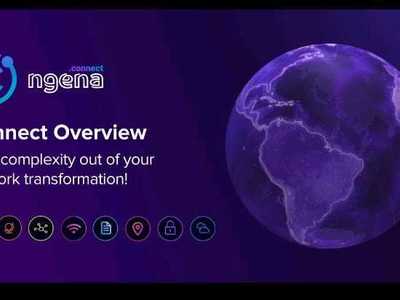 .connect
ngena
nnect Overview
complexity out of your
ork transformation!